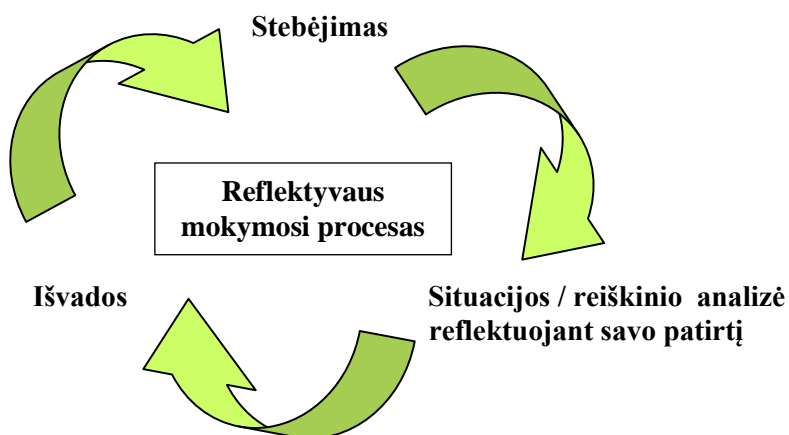 Stebėjimas
Reflektyvaus
mokymosi procesas
Išvados
Situacijos / reiškinio analizė
reflektuojant savo patirtį